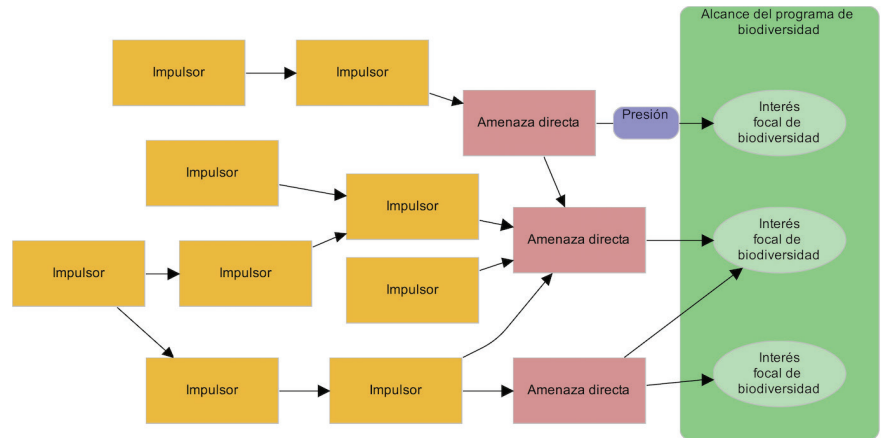 Alcance del programa de
biodiversidad
Impulsor
Impulsor
Amenaza directa
Presión
Interés
focal de
biodiversidad
Impulsor
Impulsor
Amenaza directa
Interés
focal de
biodiversidad
Impulsor
Impulsor
Impulsor
Impulsor
Impulsor
Amenaza directa
Interés
focal de
biodiversidad